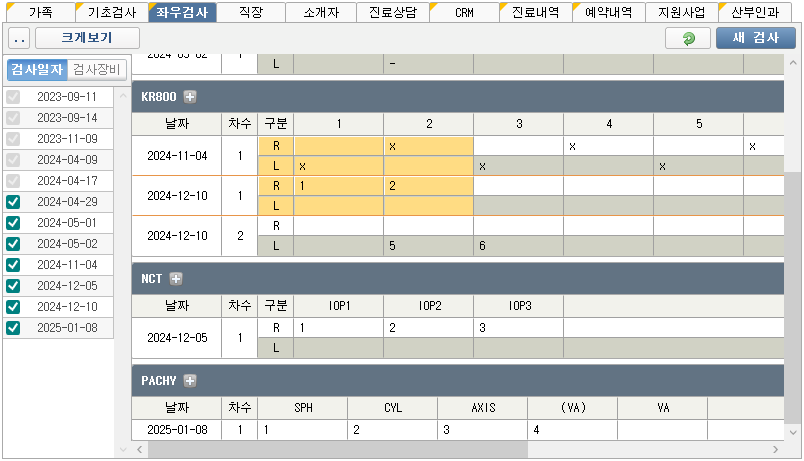 가족 기초검사 좌우검사 직장 소개자 진료상담 CRM 진료내역 예약내역 지원사업 산부인과
.. 크게보기 새 검사
검사일자 검사장비
2023-09-11
2023-09-14
2023-11-09
2024-04-09
2024-04-17
2024-04-29
2024-05-01
2024-05-02
2024-11-04
2024-12-05
2024-12-10
2025-01-08
1
L -
KR800
날짜 차수 구분 1 2 3 4 5
2024-11-04 1 R x x x
L x x x
2024-12-10 1 R 1 2
L
2024-12-10 2 R
L 5 6
NCT
날짜 차수 구분 IOP1 IOP2 IOP3
2024-12-05 1 R 1 2 3
L
PACHY
날짜 차수 SPH CYL AXIS (VA) VA
2025-01-08 1 1 2 3 4